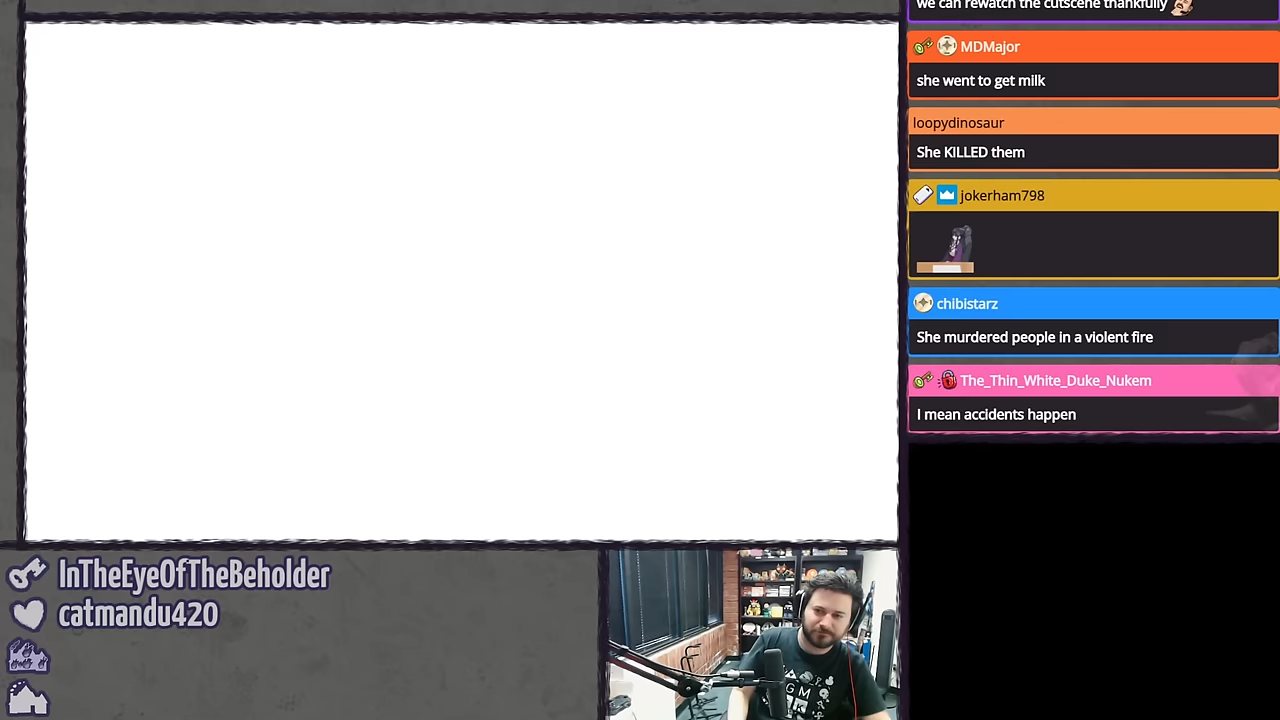 we can rewatch the cutscene thankfully
MDMajor
she went to get milk
loopydinosaur
She KILLED them
jokerham798
chibistarz
She murdered people in a violent fire
The_Thin_White_Duke_Nukem
I mean accidents happen
InTheEyeOfTheBeholder
catmandu420
GM